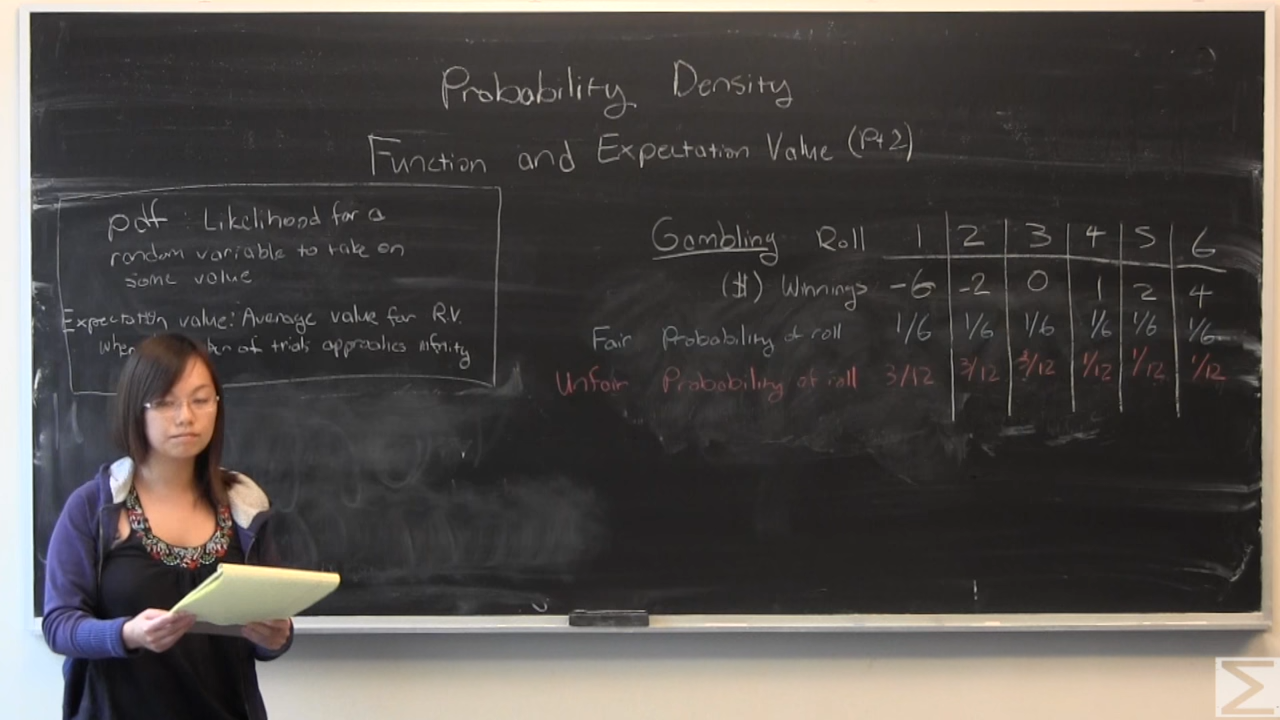 Probability Density
Function and Expectation Value (Pt 2)
pdf : Likelihood for a
random variable to take on
some value
Expectation value: Average value for R.V.
when of trials approaches infinity
Gambling Roll 1 2 3 4 5 6
($) Winnings -6 -2 0 1 2 4
Fair Probability of roll 1/6 1/6 1/6 1/6 1/6 1/6
Unfair Probability of roll 3/12 3/12 3/12 1/12 1/12 1/12
Σ